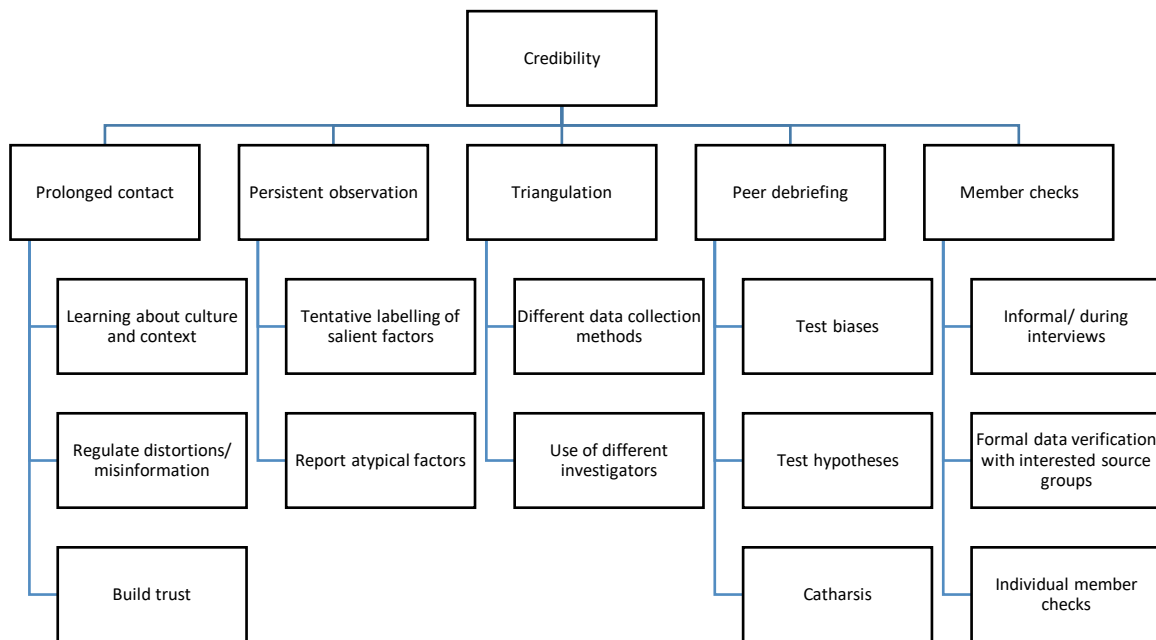 Credibility
Prolonged contact
Persistent observation
Triangulation
Peer debriefing
Member checks
Learning about culture
and context
Tentative labelling of
salient factors
Different data collection
methods
Test biases
Informal/ during
interviews
Regulate distortions/
misinformation
Report atypical factors
Use of different
investigators
Test hypotheses
Formal data verification
with interested source
groups
Build trust
Catharsis
Individual member
checks